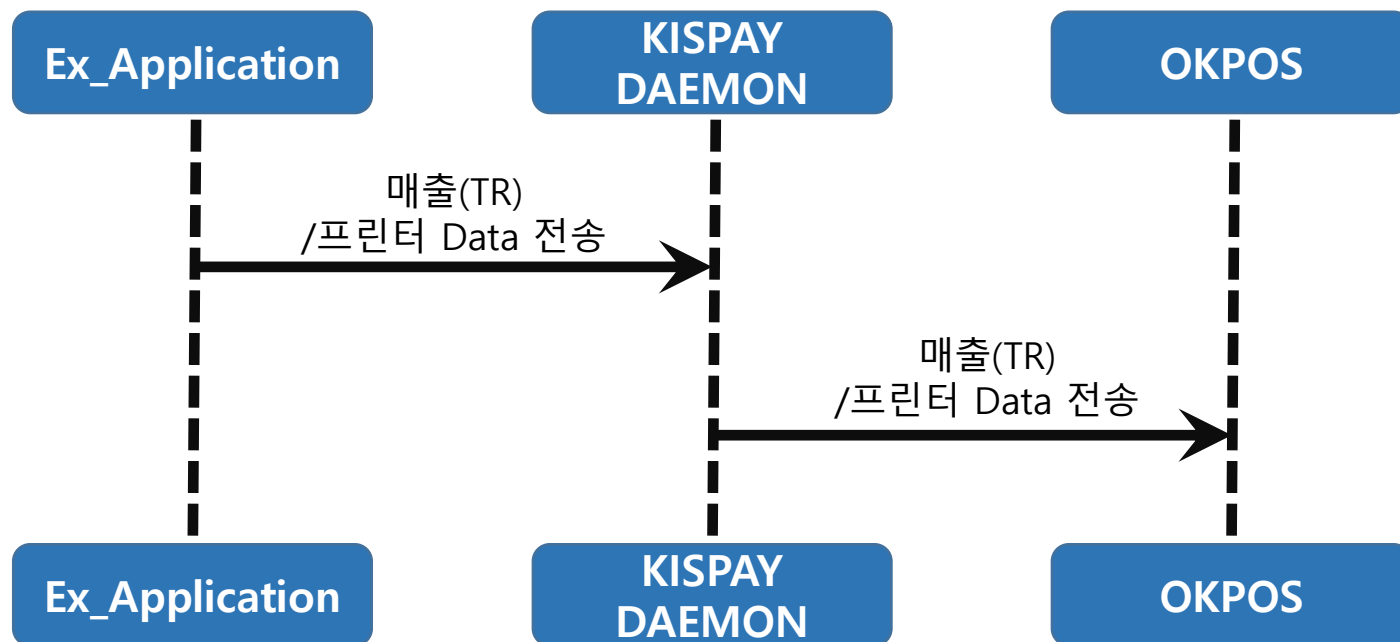 Ex_Application
KISPAY
DAEMON
OKPOS
매출(TR)
/프린터 Data 전송
매출(TR)
/프린터 Data 전송
Ex_Application
KISPAY
DAEMON
OKPOS